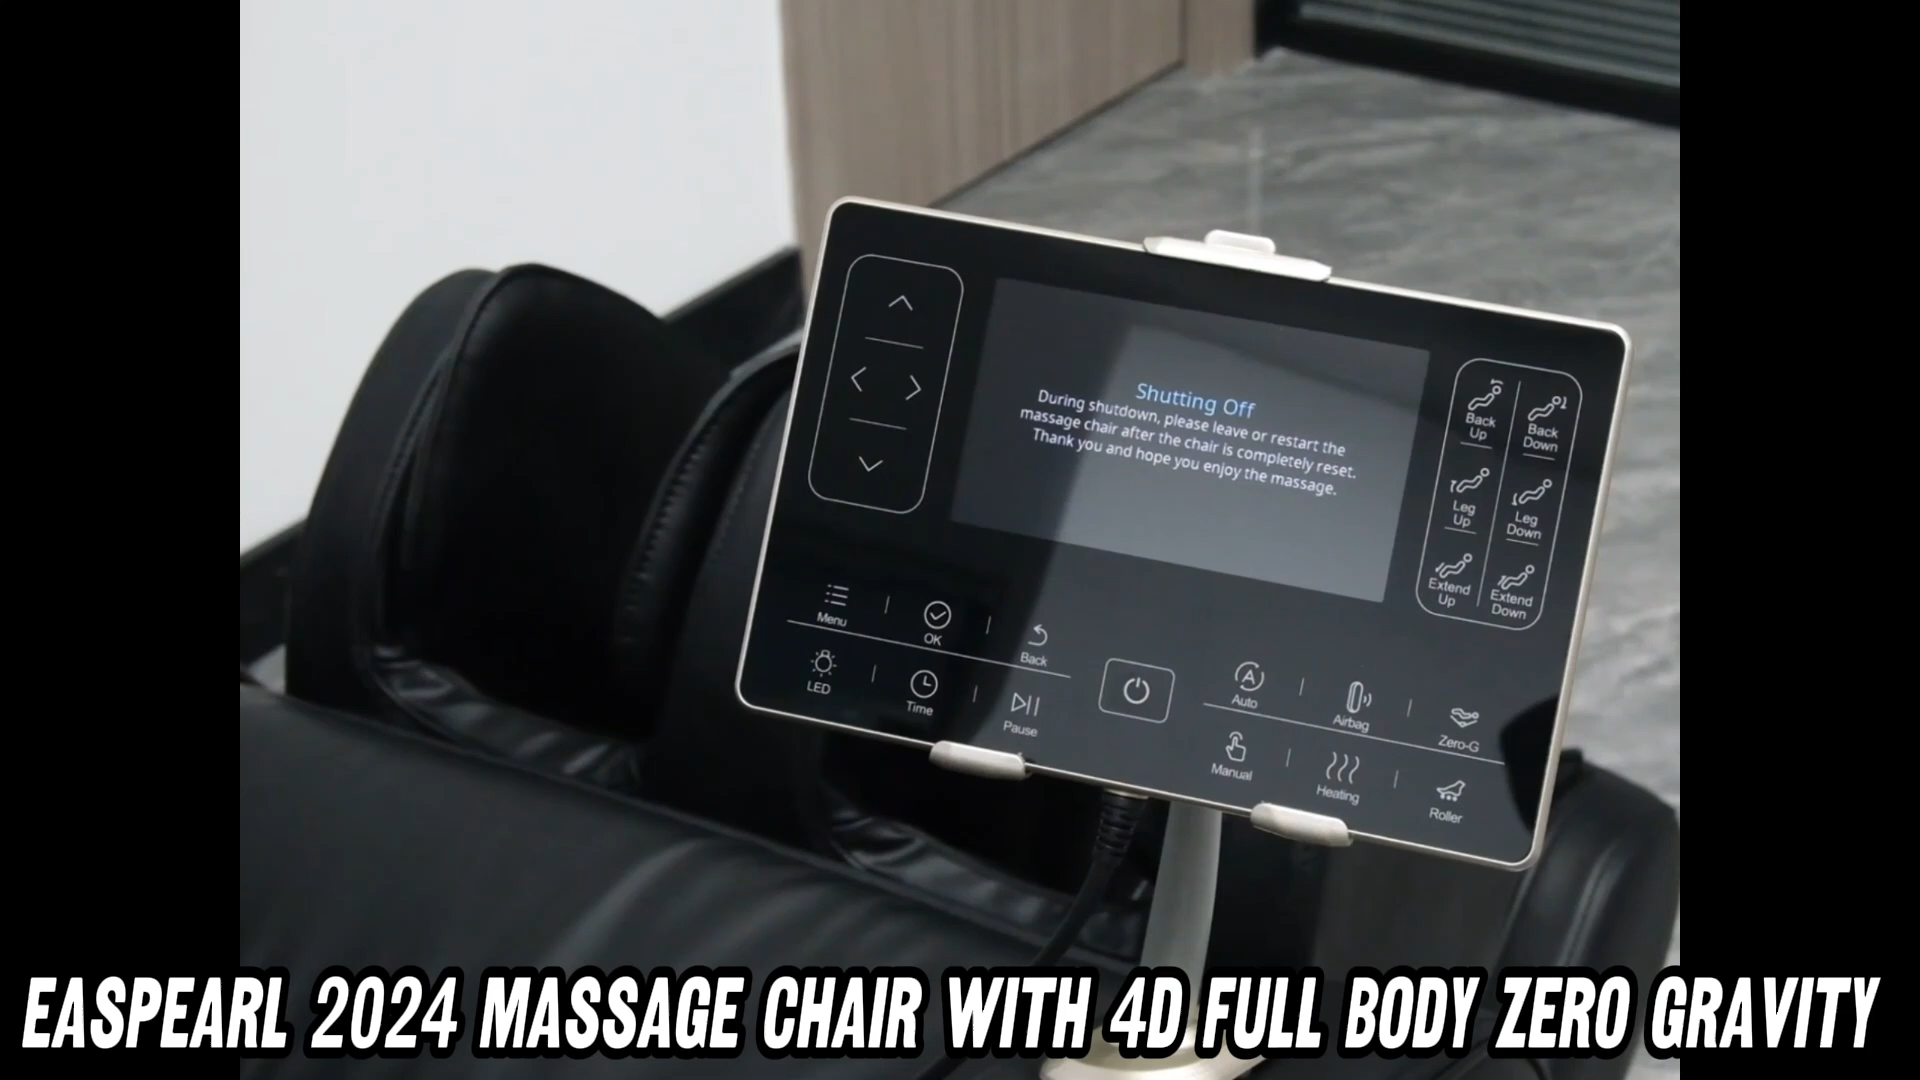 Shutting Off
During shutdown, please leave or restart the
massage chair after the chair is completely reset.
Thank you and hope you enjoy the massage.
Back Up
Back Down
Leg Up
Leg Down
Extend Up
Extend Down
Menu
OK
Back
LED
Time
Pause
Auto
Airbag
Zero-G
Manual
Heating
Roller
EASPEARL 2024 MASSAGE CHAIR WITH 4D FULL BODY ZERO GRAVITY